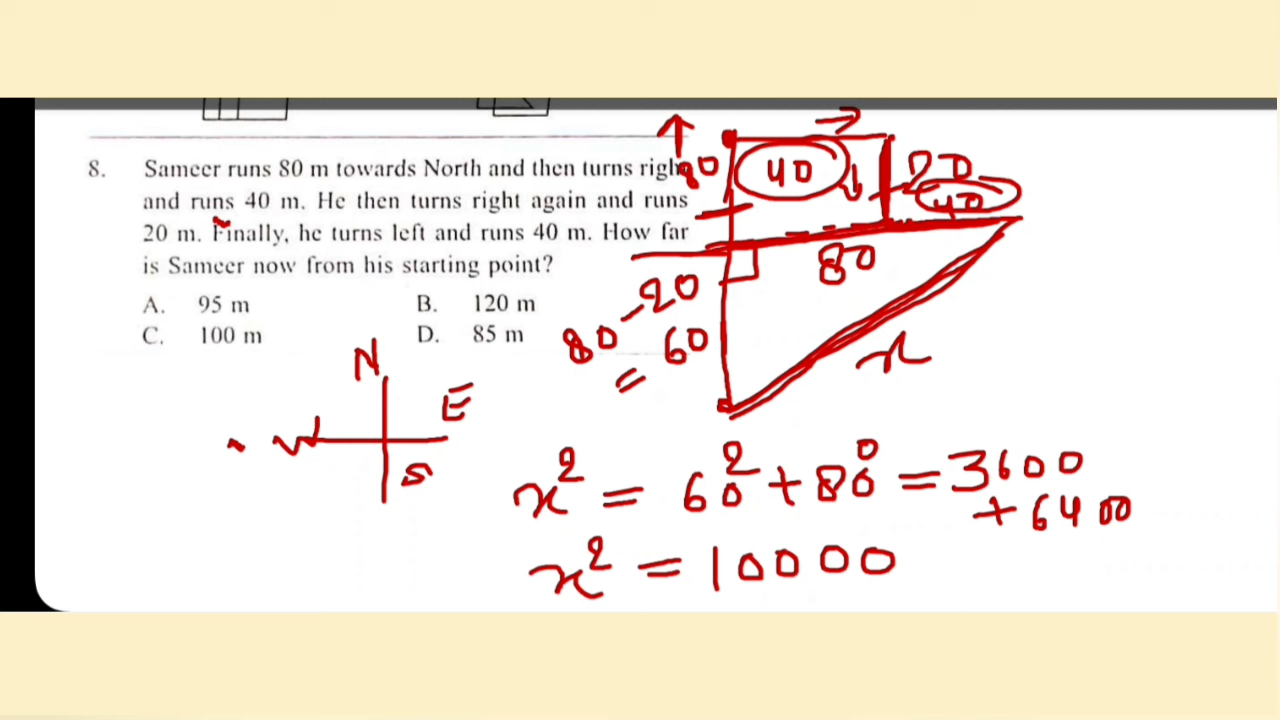 8. Sameer runs 80 m towards North and then turns right
and runs 40 m. He then turns right again and runs
20 m. Finally, he turns left and runs 40 m. How far
is Sameer now from his starting point?
A. 95 m B. 120 m
C. 100 m D. 85 m
80 40 20
40
80
20
80 - 60
=
x
N
E
W
S
x² = 60² + 80⁰ = 3600
+ 6400
x² = 10000